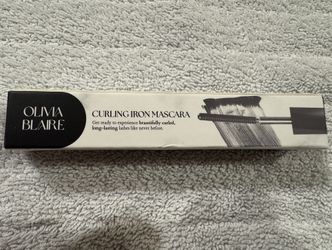 OLIVIA
BLAIRE
CURLING IRON MASCARA
Get ready to experience beautifully curled,
long-lasting lashes like never before.